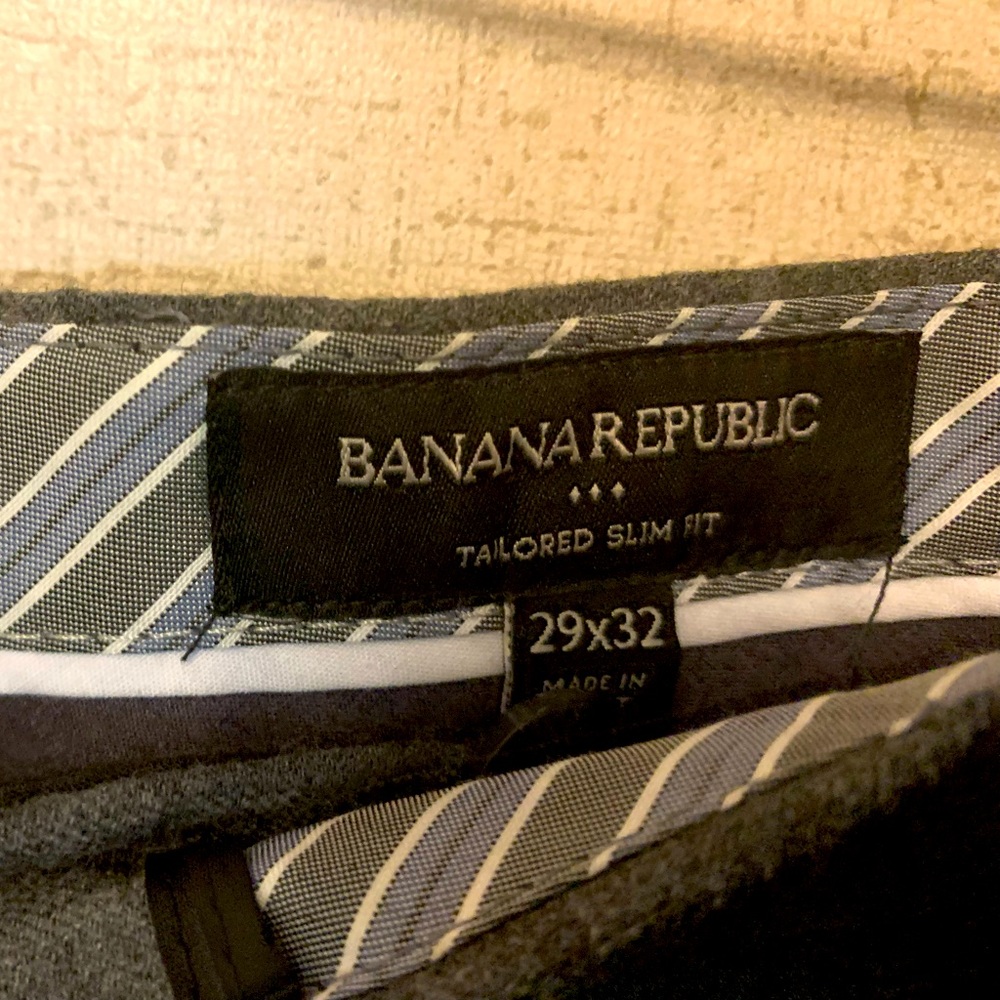 BANANA REPUBLIC
TAILORED SLIM FIT
29x32
MADE IN